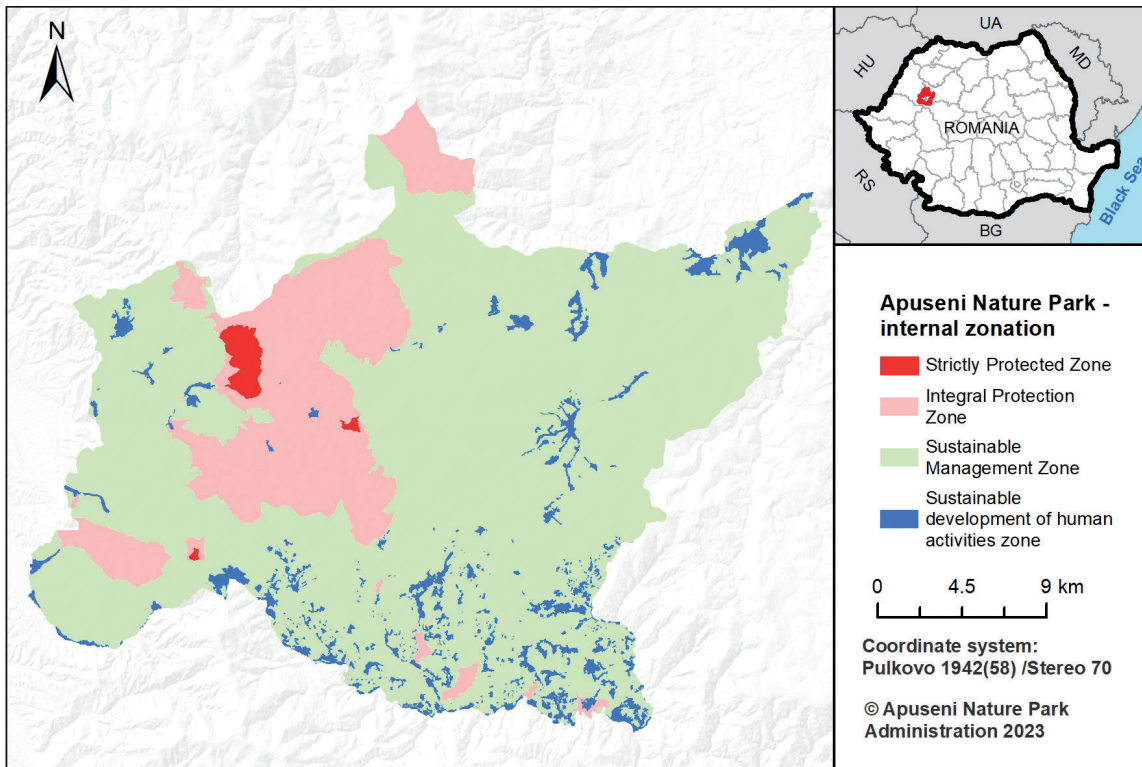 N
UA
HU
MD
ROMANIA
RS
Black Sea
BG
Apuseni Nature Park -
internal zonation
Strictly Protected Zone
Integral Protection
Zone
Sustainable
Management Zone
Sustainable
development of human
activities zone
0 4.5 9 km
Coordinate system:
Pulkovo 1942(58) /Stereo 70
© Apuseni Nature Park
Administration 2023